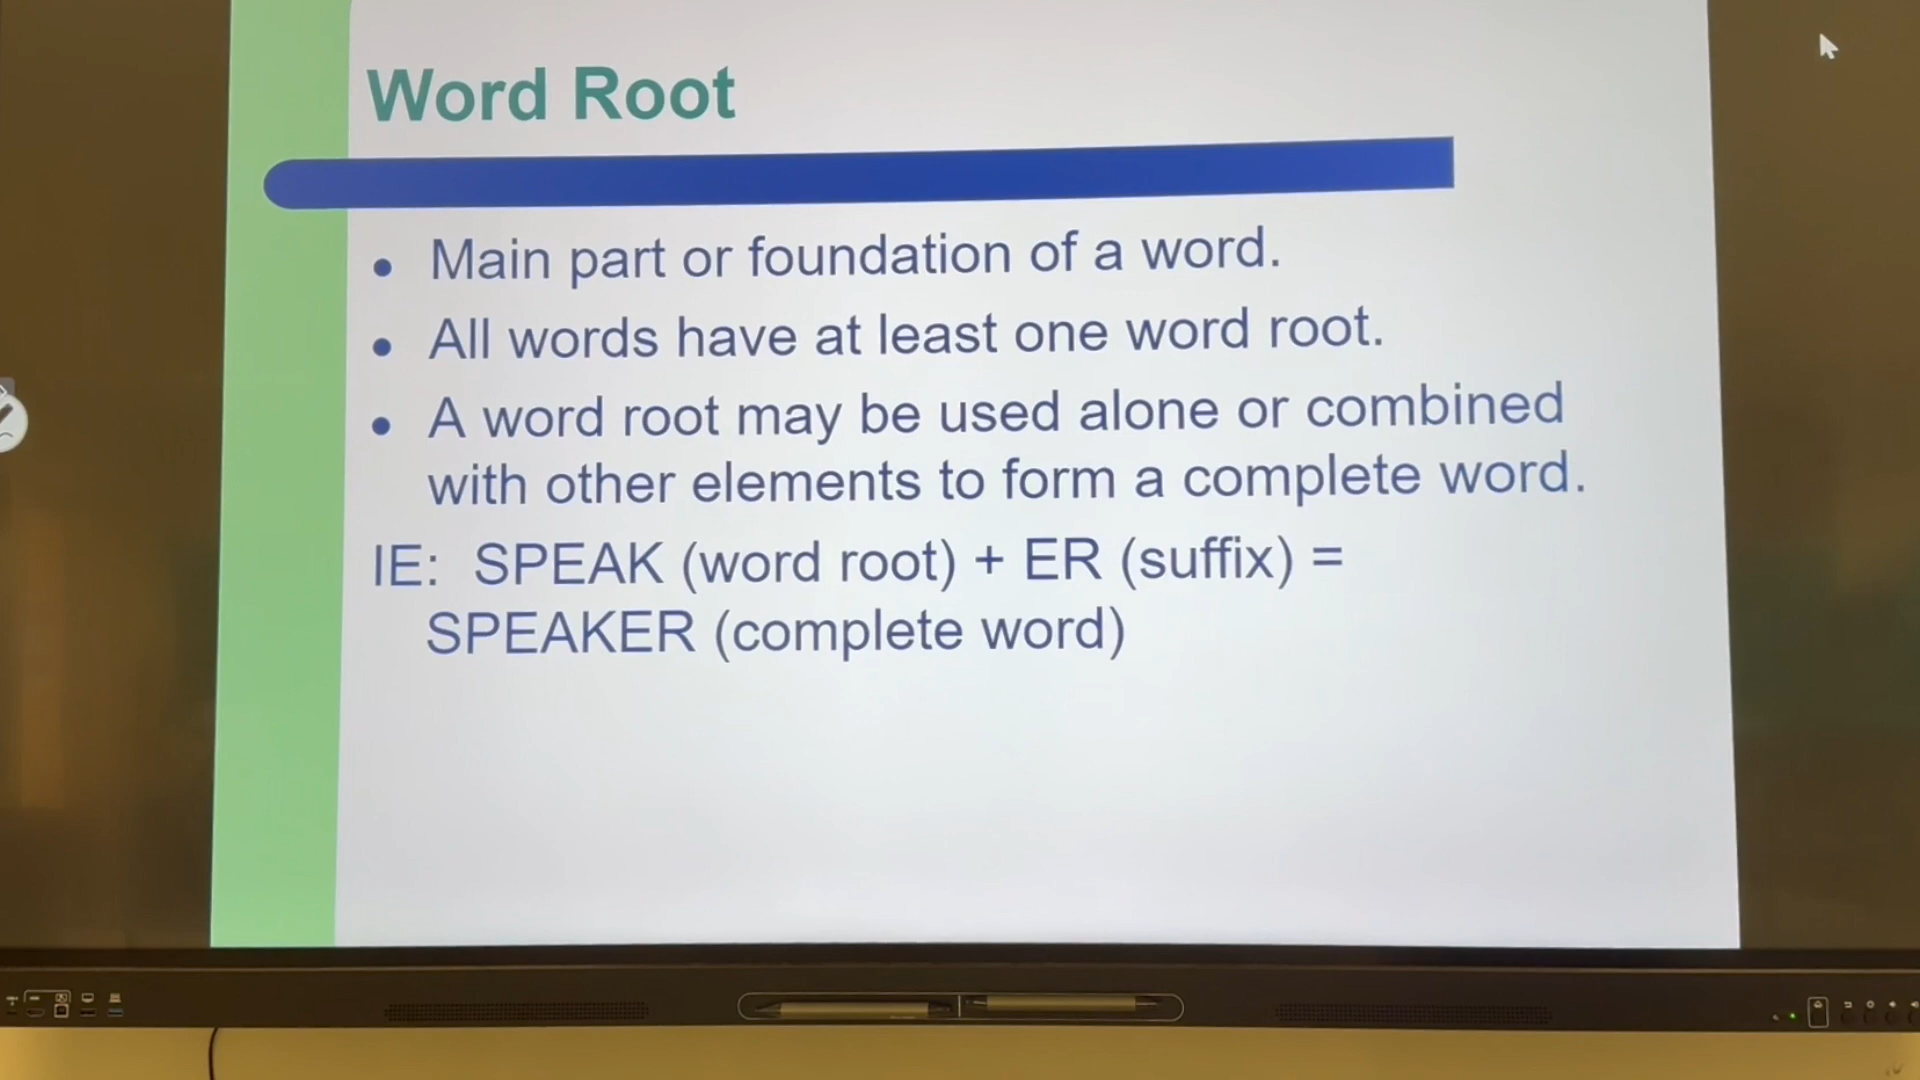 Word Root
• Main part or foundation of a word.
• All words have at least one word root.
• A word root may be used alone or combined
with other elements to form a complete word.
IE: SPEAK (word root) + ER (suffix) =
SPEAKER (complete word)